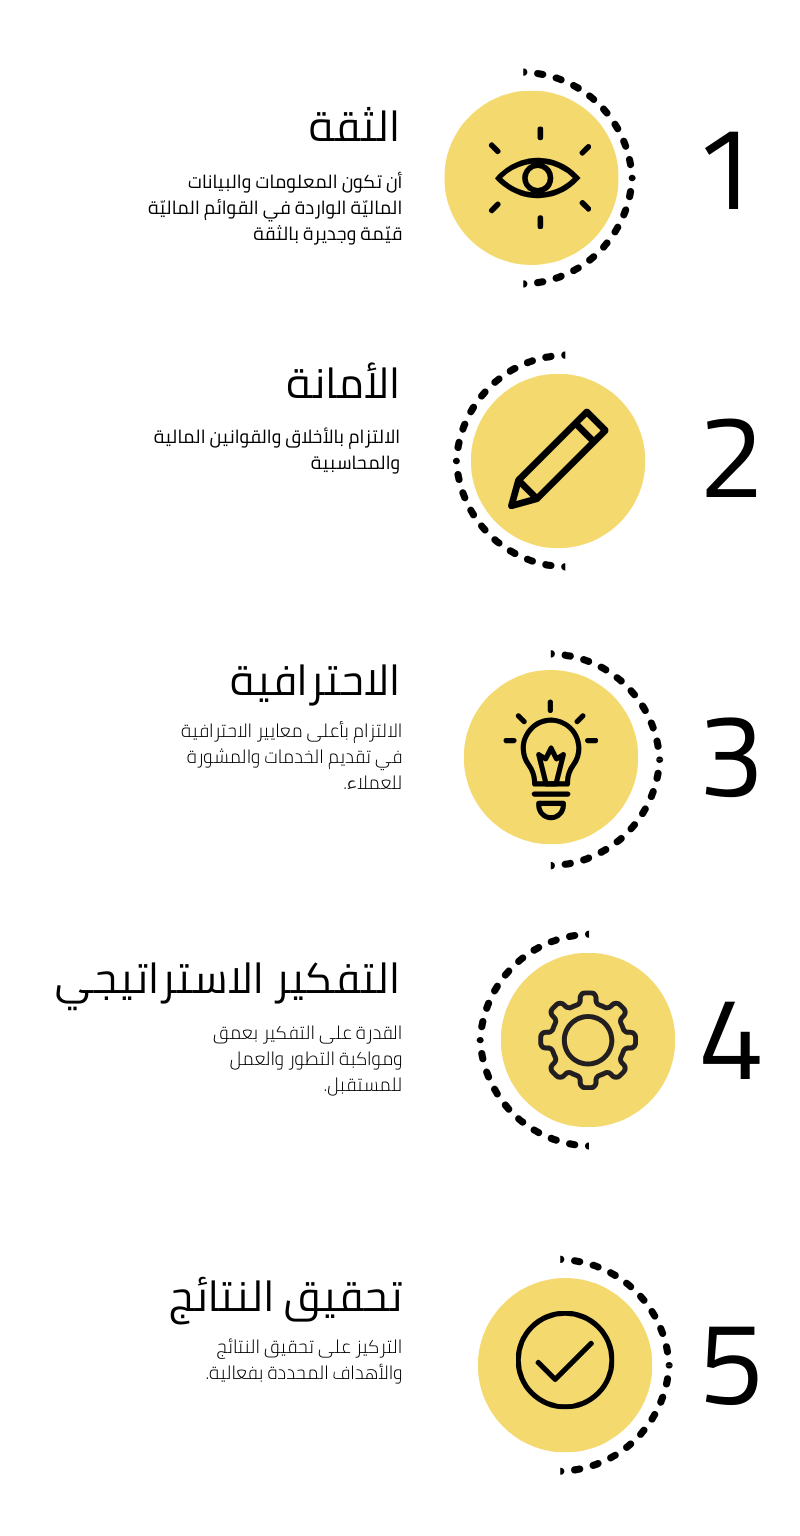 1
الثقة
أن تكون المعلومات والبيانات
الماليّة الواردة في القوائم الماليّة
قيّمة وجديرة بالثقة
2
الأمانة
الالتزام بالأخلاق والقوانين المالية
والمحاسبية
3
الاحترافية
الالتزام بأعلى معايير الاحترافية
في تقديم الخدمات والمشورة
للعملاء.
4
التفكير الاستراتيجي
القدرة على التفكير بعمق
ومواكبة التطور والعمل
للمستقبل.
5
تحقيق النتائج
التركيز على تحقيق النتائج
والأهداف المحددة بفعالية.